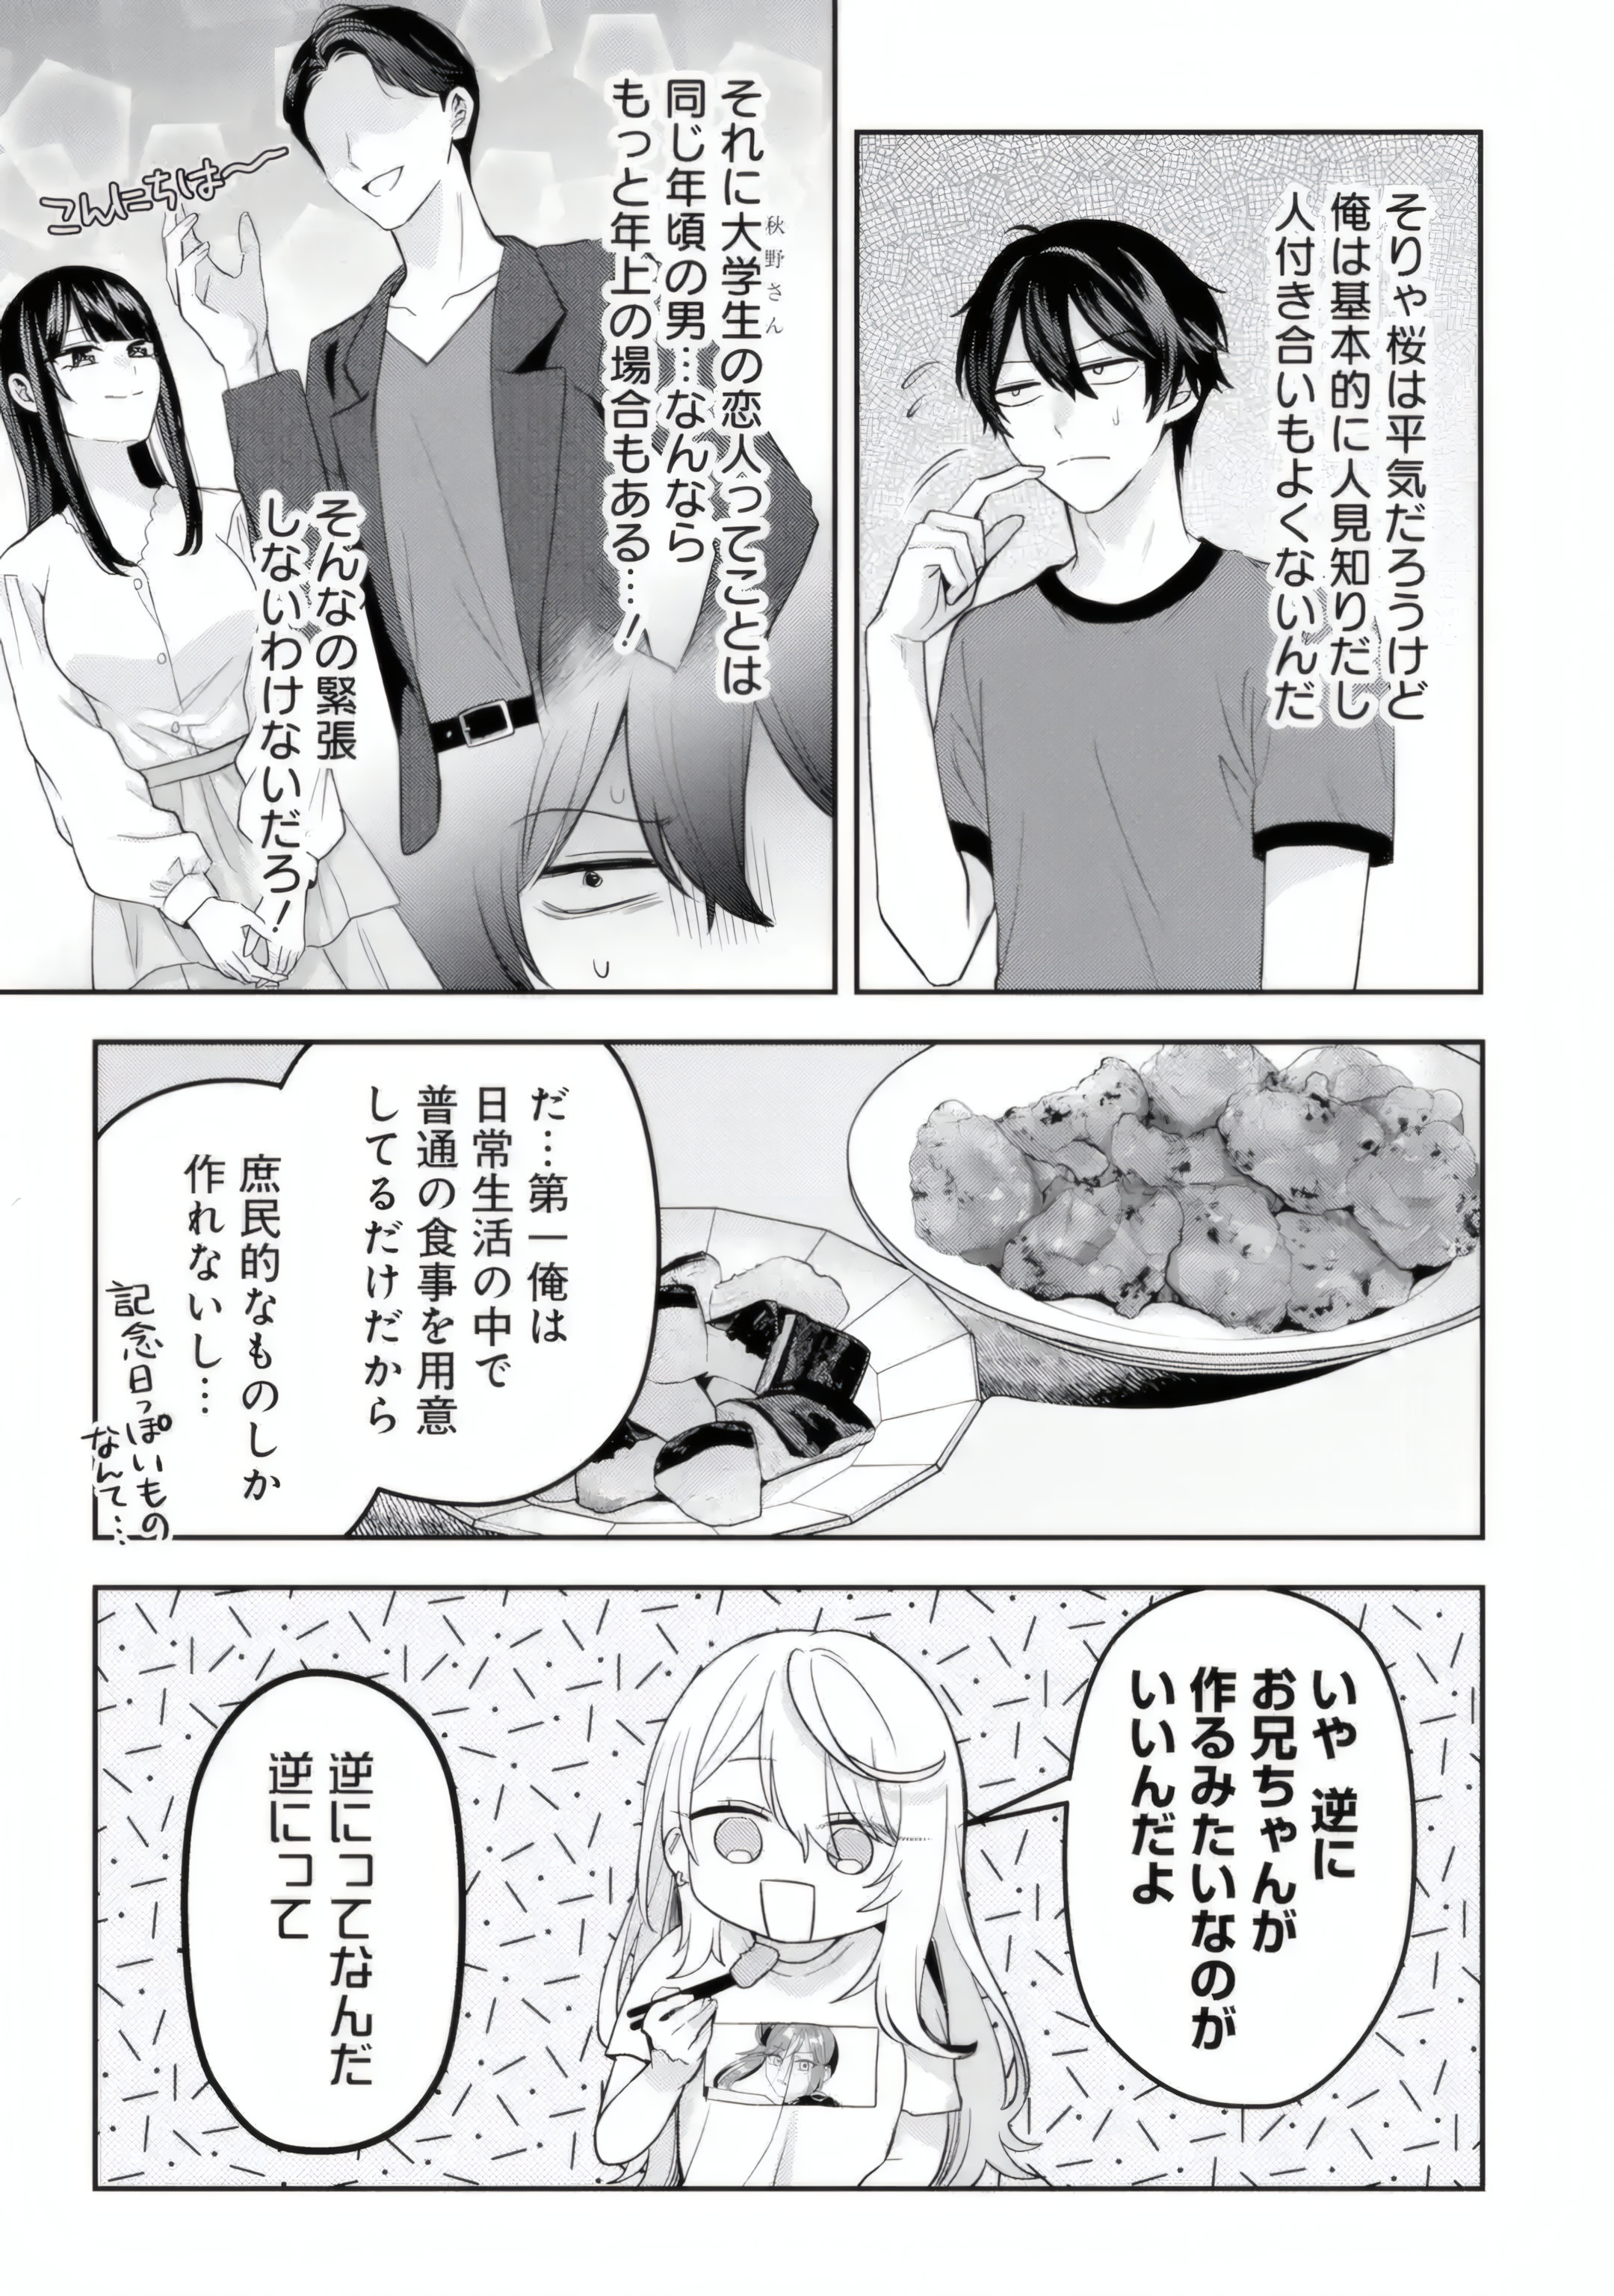 そりゃ桜は平気だろうけど
俺は基本的に人見知りだし
人付き合いもよくないんだ
それに大学生の恋人ってことは
秋野さん
同じ年頃の男…なんなら
もっと年上の場合もある…！
こんにちは〜
そんなの緊張
しないわけないだろ！
だ…第一俺は
日常生活の中で
普通の食事を用意
してるだけだから
庶民的なものしか
作れないし…
記念日っぽいもの
なんて…
いや 逆に
お兄ちゃんが
作るみたいなのが
いいんだよ
逆にってなんだ
逆にって